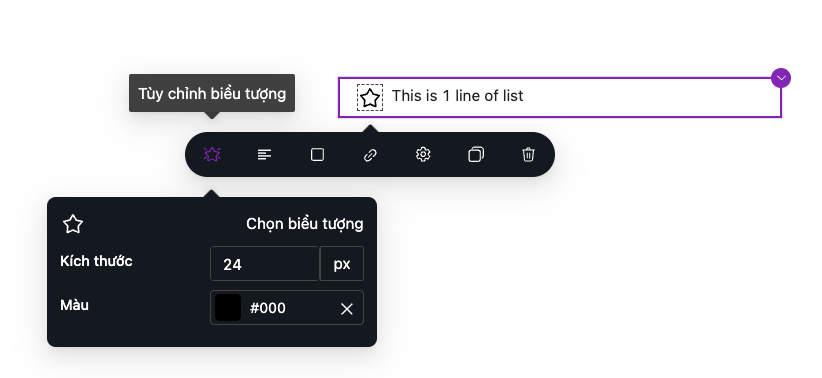 Tùy chỉnh biểu tượng
This is 1 line of list
Chọn biểu tượng
Kích thước
24
px
Màu
#000